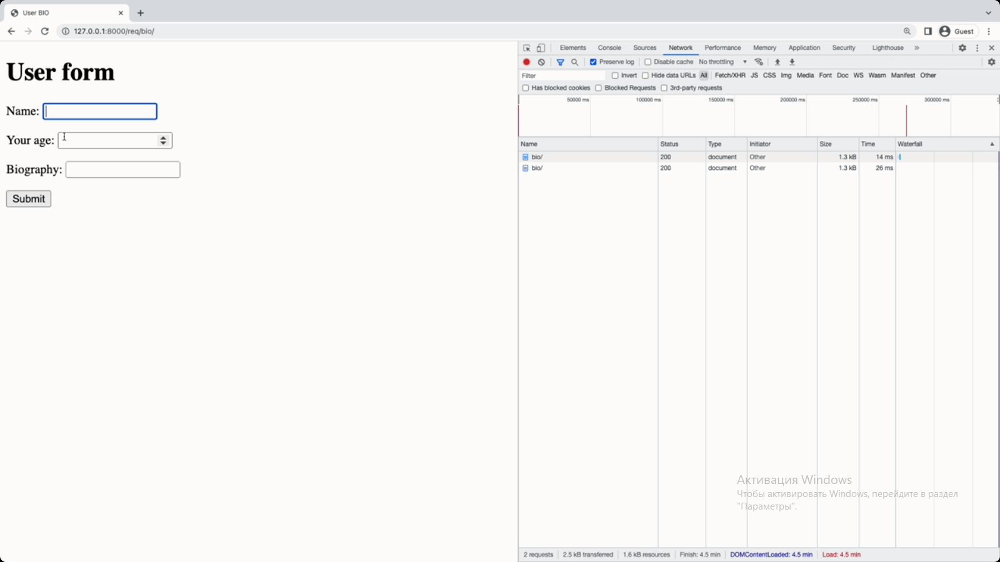 User BIO
127.0.0.1:8000/req/bio/
Guest
User form
Name:
Your age:
Biography:
Submit
Elements Console Sources Network Performance Memory Application Security Lighthouse »
Preserve log Disable cache No throttling
Filter Invert Hide data URLs All Fetch/XHR JS CSS Img Media Font Doc WS Wasm Manifest Other
Has blocked cookies Blocked Requests 3rd-party requests
50000 ms 100000 ms 150000 ms 200000 ms 250000 ms 300000 ms
Name Status Type Initiator Size Time Waterfall
bio/ 200 document Other 1.3 kB 14 ms
bio/ 200 document Other 1.3 kB 26 ms
Активация Windows
Чтобы активировать Windows, перейдите в раздел
"Параметры".
2 requests 2.5 kB transferred 1.6 kB resources Finish: 4.5 min DOMContentLoaded: 4.5 min Load: 4.5 min